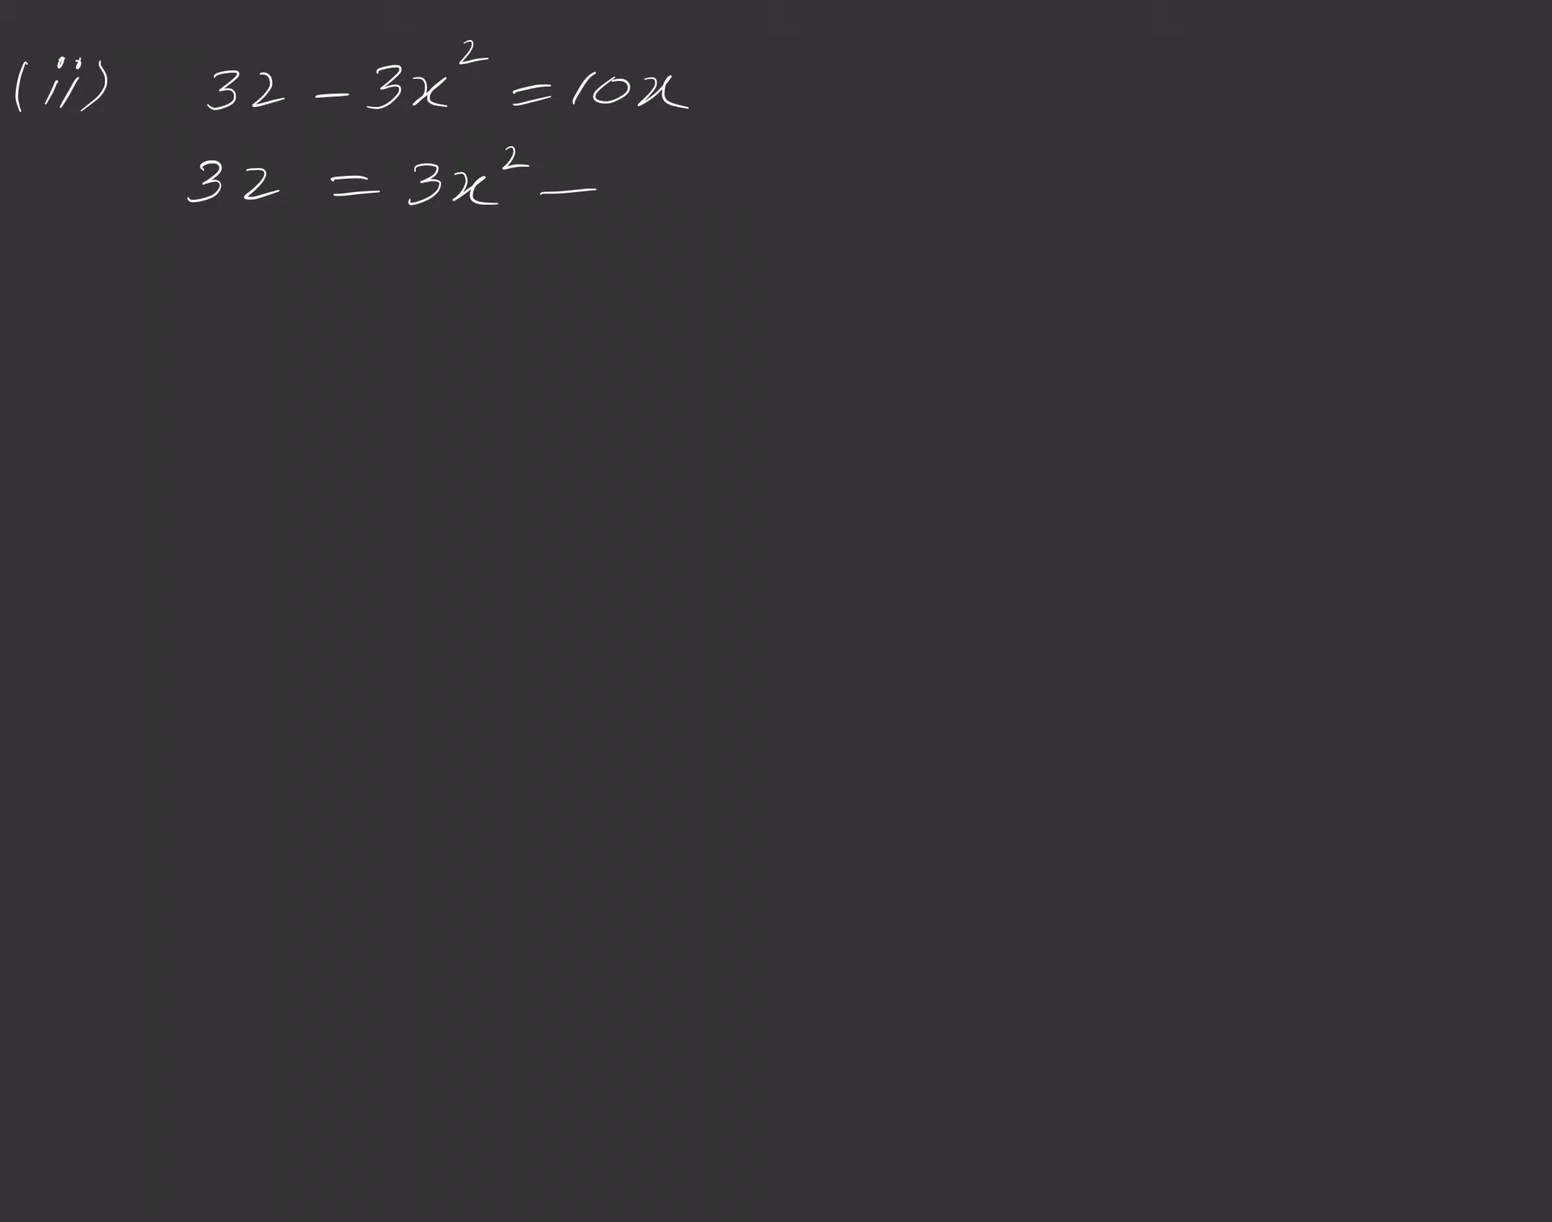 (ii) 32 - 3x² = 10x
32 = 3x² -